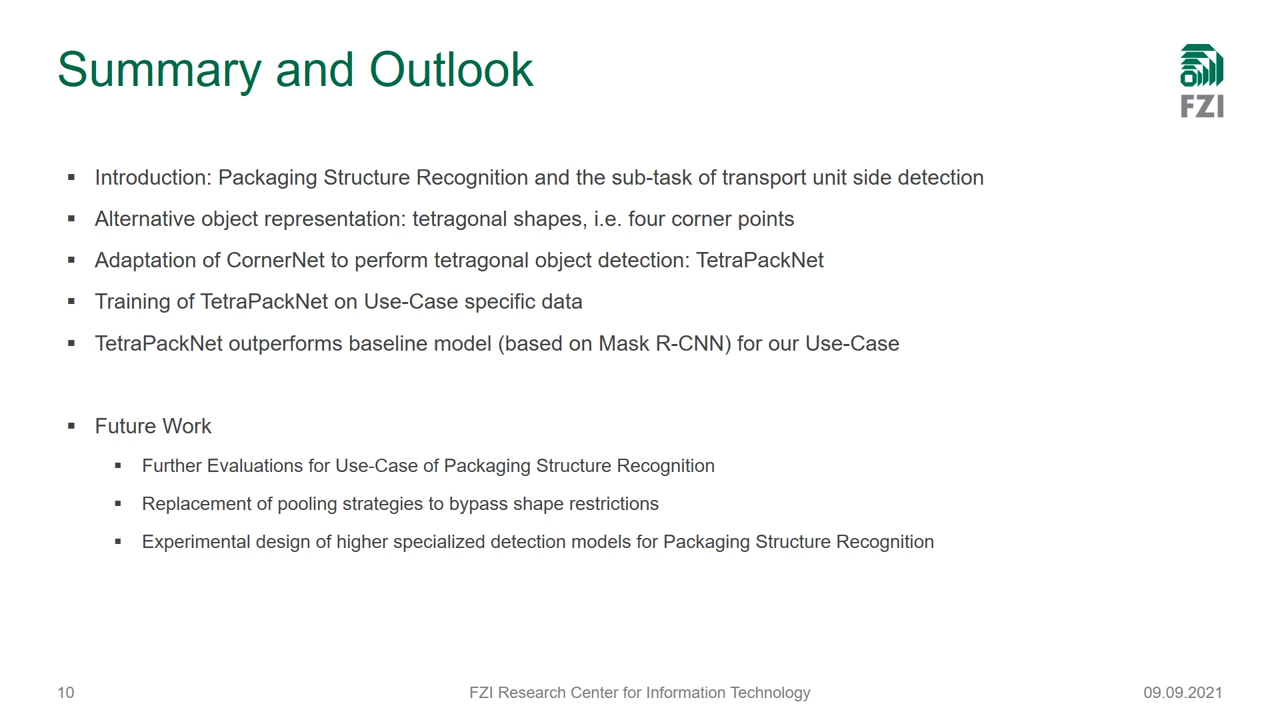 Summary and Outlook
FZI
▪ Introduction: Packaging Structure Recognition and the sub-task of transport unit side detection
▪ Alternative object representation: tetragonal shapes, i.e. four corner points
▪ Adaptation of CornerNet to perform tetragonal object detection: TetraPackNet
▪ Training of TetraPackNet on Use-Case specific data
▪ TetraPackNet outperforms baseline model (based on Mask R-CNN) for our Use-Case
▪ Future Work
▪ Further Evaluations for Use-Case of Packaging Structure Recognition
▪ Replacement of pooling strategies to bypass shape restrictions
▪ Experimental design of higher specialized detection models for Packaging Structure Recognition
10 FZI Research Center for Information Technology 09.09.2021